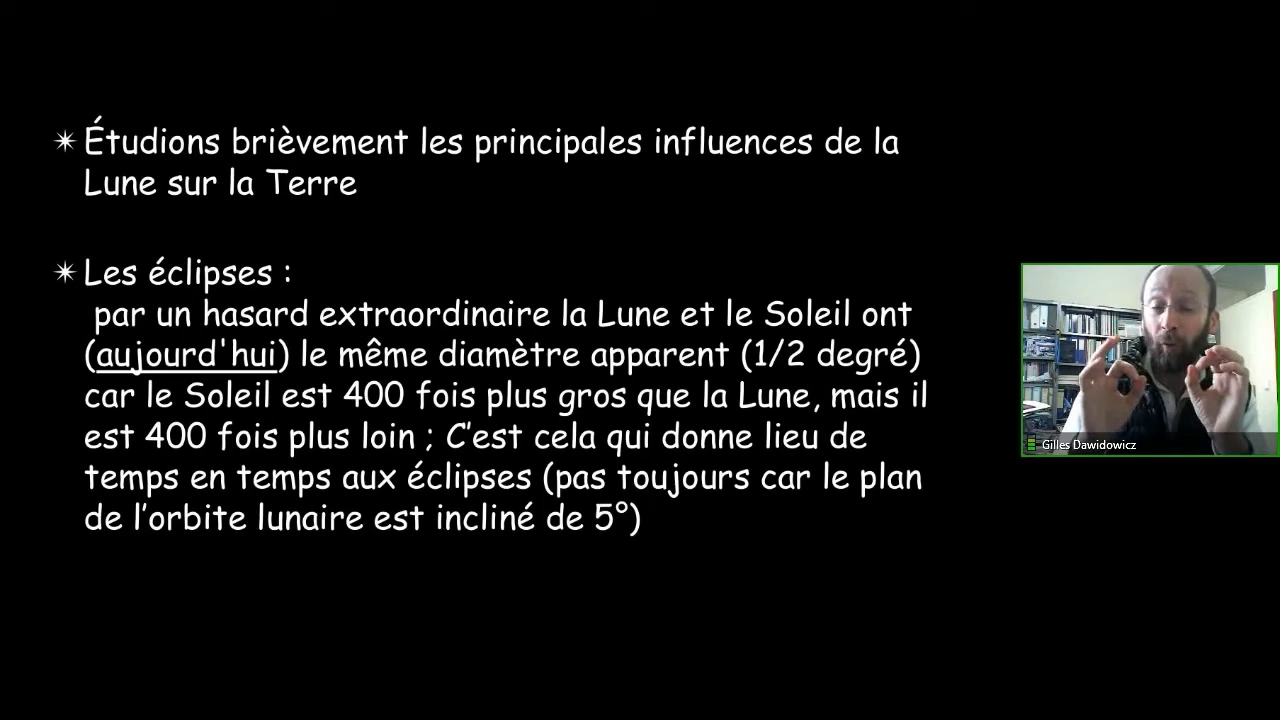 ✴ Étudions brièvement les principales influences de la
Lune sur la Terre
✴ Les éclipses :
par un hasard extraordinaire la Lune et le Soleil ont
(aujourd'hui) le même diamètre apparent (1/2 degré)
car le Soleil est 400 fois plus gros que la Lune, mais il
est 400 fois plus loin ; C’est cela qui donne lieu de
temps en temps aux éclipses (pas toujours car le plan
de l’orbite lunaire est incliné de 5°)
Gilles Dawidowicz